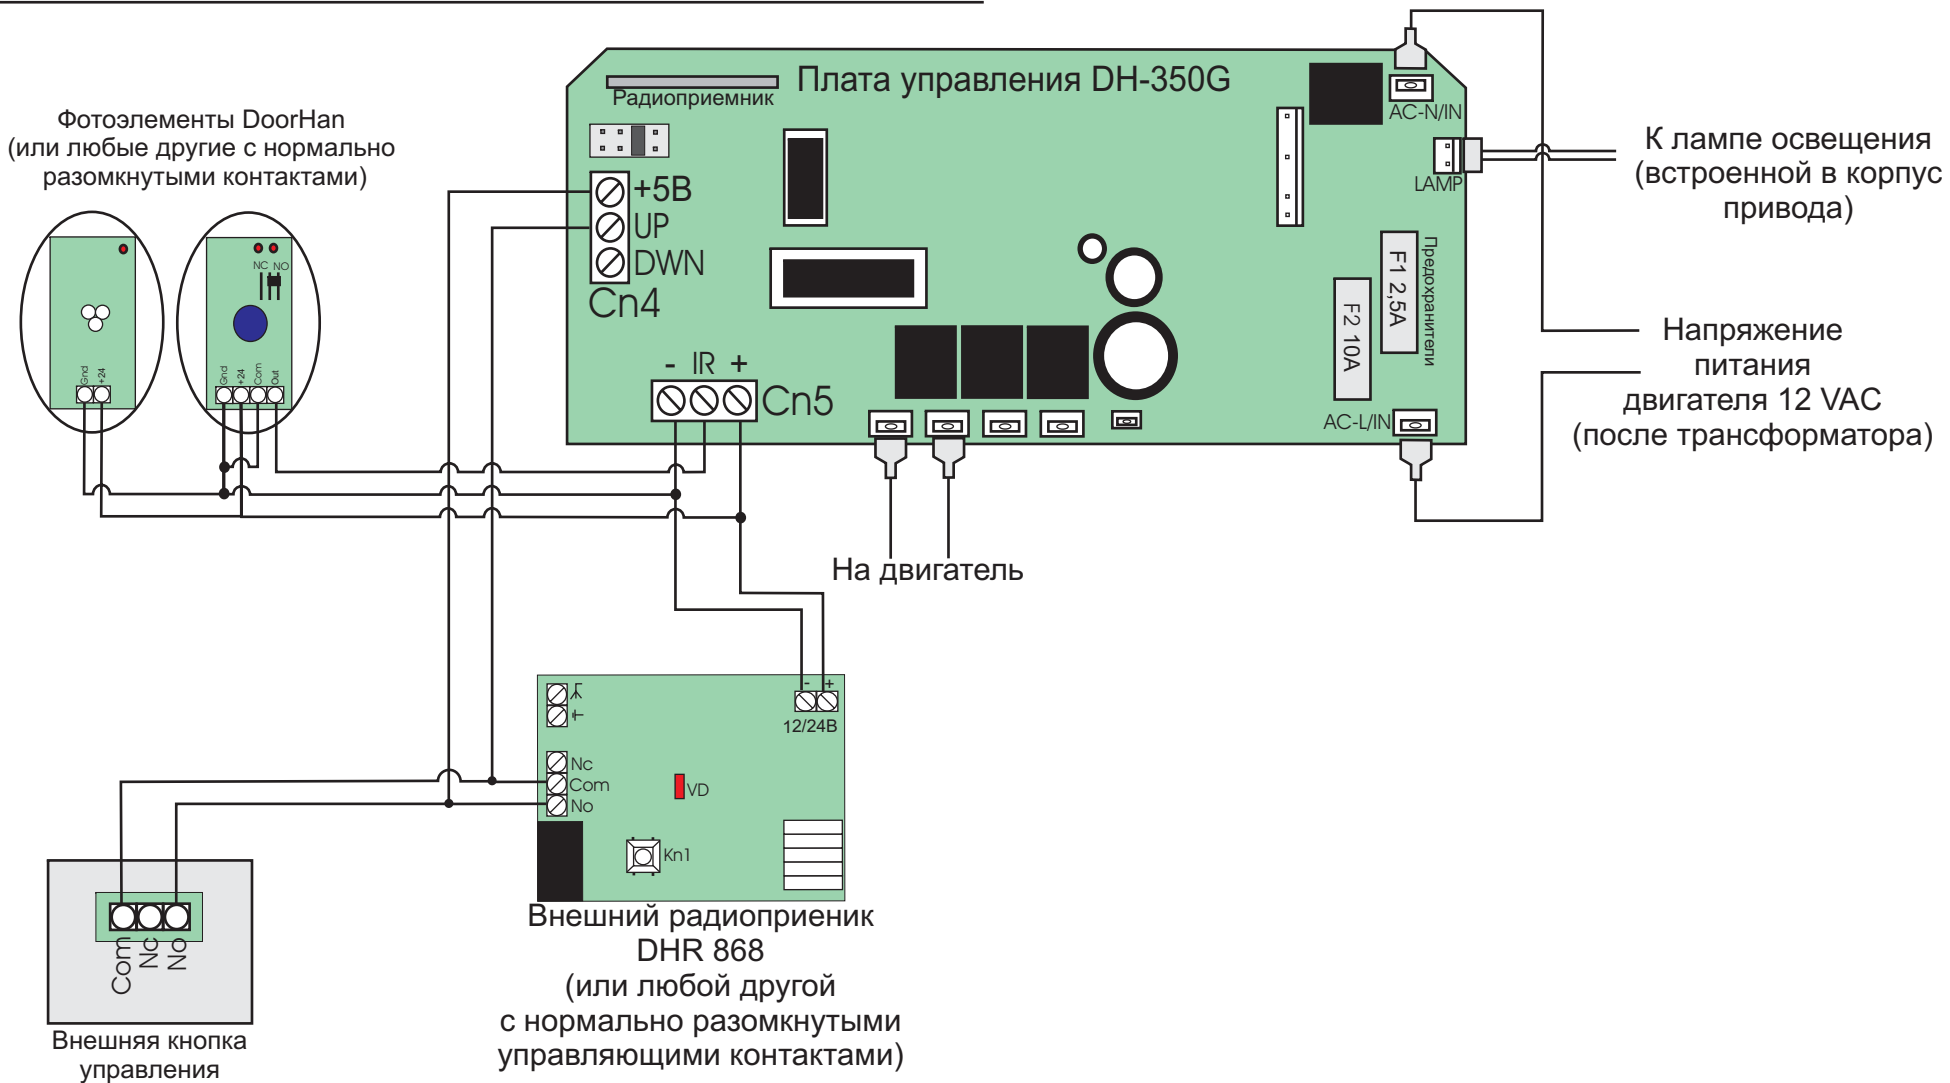 Плата управления DH-350G
Радиоприемник
AC-N/IN
LAMP
К лампе освещения
(встроенной в корпус
привода)
Фотоэлементы DoorHan
(или любые другие с нормально
разомкнутыми контактами)
NC NO
Gnd
+24
Gnd
+24
Com
Out
+5В
UP
DWN
Cn4
- IR +
Cn5
Предохранители
F1 2,5A
F2 10A
AC-L/IN
Напряжение
питания
двигателя 12 VAC
(после трансформатора)
На двигатель
- +
12/24В
Nc
Com
No
VD
Kn1
Внешний радиоприеник
DHR 868
(или любой другой
с нормально разомкнутыми
управляющими контактами)
Com
Nc
No
Внешняя кнопка
управления